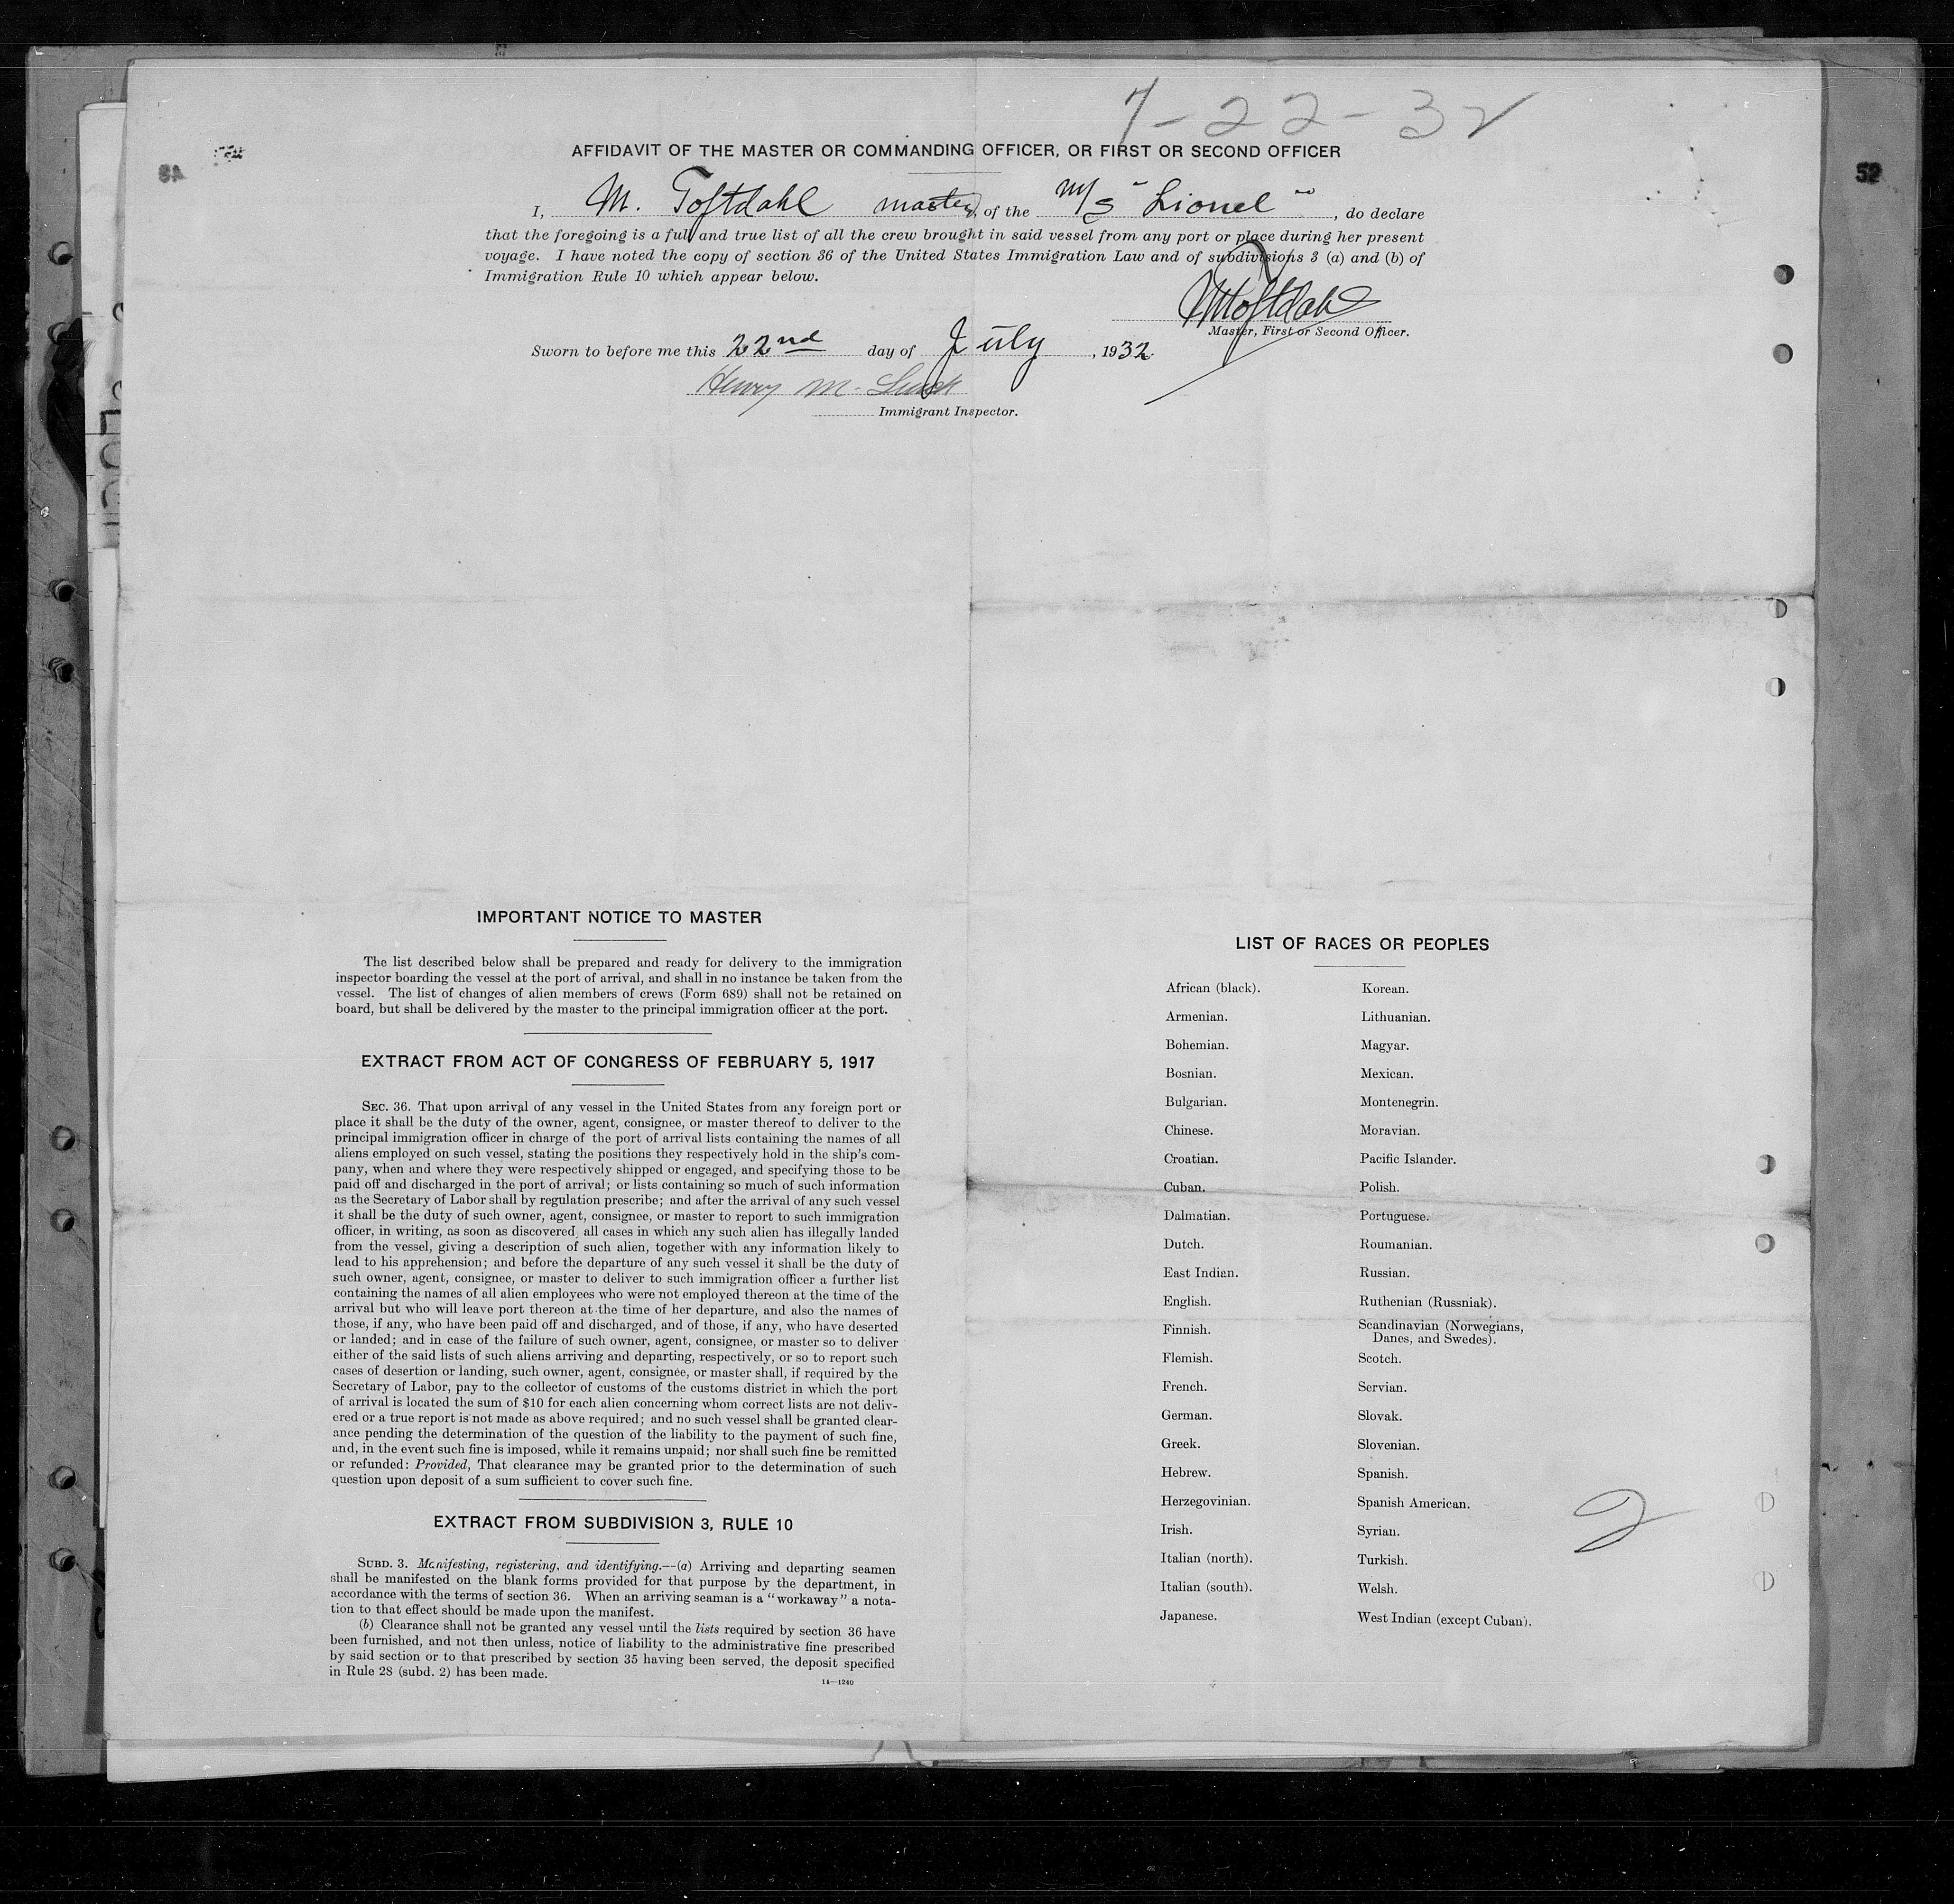 7-22-32
52
AFFIDAVIT OF THE MASTER OR COMMANDING OFFICER, OR FIRST OR SECOND OFFICER
I, M. Toftdahl master, of the M/S "Lionel", do declare
that the foregoing is a full and true list of all the crew brought in said vessel from any port or place during her present
voyage. I have noted the copy of section 36 of the United States Immigration Law and of subdivisions 3 (a) and (b) of
Immigration Rule 10 which appear below.
MToftdahl
Master, First or Second Officer.
Sworn to before me this 22nd day of July, 1932.
Henry M.
Immigrant Inspector.
IMPORTANT NOTICE TO MASTER
The list described below shall be prepared and ready for delivery to the immigration
inspector boarding the vessel at the port of arrival, and shall in no instance be taken from the
vessel. The list of changes of alien members of crews (Form 689) shall not be retained on
board, but shall be delivered by the master to the principal immigration officer at the port.
EXTRACT FROM ACT OF CONGRESS OF FEBRUARY 5, 1917
SEC. 36. That upon arrival of any vessel in the United States from any foreign port or
place it shall be the duty of the owner, agent, consignee, or master thereof to deliver to the
principal immigration officer in charge of the port of arrival lists containing the names of all
aliens employed on such vessel, stating the positions they respectively hold in the ship's com-
pany, when and where they were respectively shipped or engaged, and specifying those to be
paid off and discharged in the port of arrival; or lists containing so much of such information
as the Secretary of Labor shall by regulation prescribe; and after the arrival of any such vessel
it shall be the duty of such owner, agent, consignee, or master to report to such immigration
officer, in writing, as soon as discovered, all cases in which any such alien has illegally landed
from the vessel, giving a description of such alien, together with any information likely to
lead to his apprehension; and before the departure of any such vessel it shall be the duty of
such owner, agent, consignee, or master to deliver to such immigration officer a further list
containing the names of all alien employees who were not employed thereon at the time of the
arrival but who will leave port thereon at the time of her departure, and also the names of
those, if any, who have been paid off and discharged, and of those, if any, who have deserted
or landed; and in case of the failure of such owner, agent, consignee, or master so to deliver
either of the said lists of such aliens arriving and departing, respectively, or so to report such
cases of desertion or landing, such owner, agent, consignee, or master shall, if required by the
Secretary of Labor, pay to the collector of customs of the customs district in which the port
of arrival is located the sum of $10 for each alien concerning whom correct lists are not deliv-
ered or a true report is not made as above required; and no such vessel shall be granted clear-
ance pending the determination of the question of the liability to the payment of such fine,
and, in the event such fine is imposed, while it remains unpaid; nor shall such fine be remitted
or refunded: Provided, That clearance may be granted prior to the determination of such
question upon deposit of a sum sufficient to cover such fine.
EXTRACT FROM SUBDIVISION 3, RULE 10
SUBD. 3. Manifesting, registering, and identifying.—(a) Arriving and departing seamen
shall be manifested on the blank forms provided for that purpose by the department, in
accordance with the terms of section 36. When an arriving seaman is a "workaway" a nota-
tion to that effect should be made upon the manifest.
(b) Clearance shall not be granted any vessel until the lists required by section 36 have
been furnished, and not then unless, notice of liability to the administrative fine prescribed
by said section or to that prescribed by section 35 having been served, the deposit specified
in Rule 28 (subd. 2) has been made.
14—1240
LIST OF RACES OR PEOPLES
African (black).
Armenian.
Bohemian.
Bosnian.
Bulgarian.
Chinese.
Croatian.
Cuban.
Dalmatian.
Dutch.
East Indian.
English.
Finnish.
Flemish.
French.
German.
Greek.
Hebrew.
Herzegovinian.
Irish.
Italian (north).
Italian (south).
Japanese.
Korean.
Lithuanian.
Magyar.
Mexican.
Montenegrin.
Moravian.
Pacific Islander.
Polish.
Portuguese.
Roumanian.
Russian.
Ruthenian (Russniak).
Scandinavian (Norwegians,
Danes, and Swedes).
Scotch.
Servian.
Slovak.
Slovenian.
Spanish.
Spanish American.
Syrian.
Turkish.
Welsh.
West Indian (except Cuban).
2